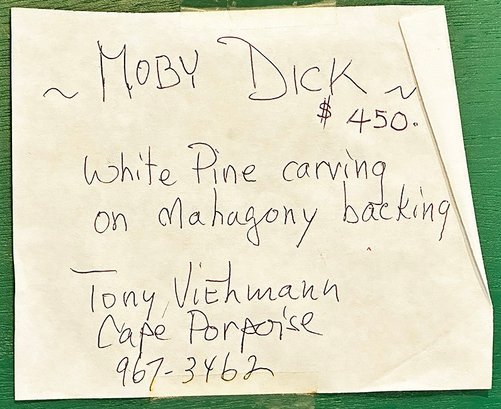 ~ MOBY DICK ~
$ 450.
White Pine carving
on Mahagony backing
Tony Viehmann
Cape Porpoise
967-3462